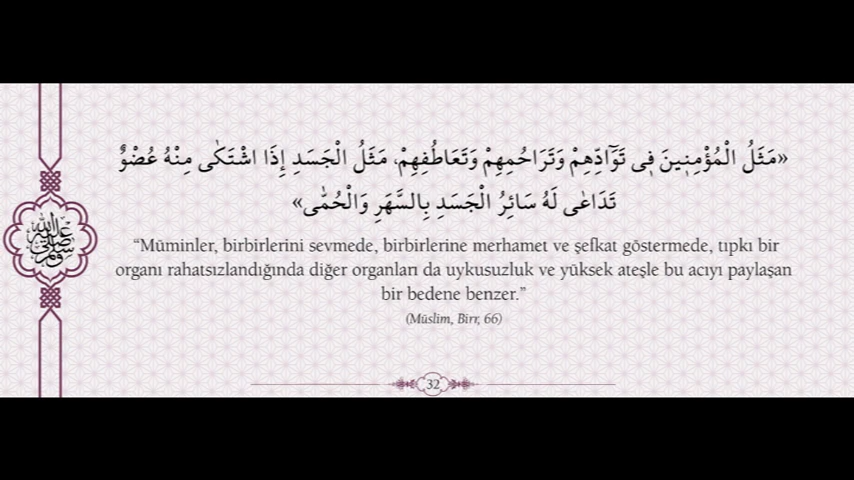 «مَثَلُ الْمُؤْمِنِينَ فِي تَوَادِّهِمْ وَتَرَاحُمِهِمْ وَتَعَاطُفِهِمْ، مَثَلُ الْجَسَدِ إِذَا اشْتَكٰى مِنْهُ عُضْوٌ
تَدَاعٰى لَهُ سَائِرُ الْجَسَدِ بِالسَّهَرِ وَالْحُمّٰى»
صلى الله عليه وسلم
“Müminler, birbirlerini sevmede, birbirlerine merhamet ve şefkat göstermede, tıpkı bir
organı rahatsızlandığında diğer organları da uykusuzluk ve yüksek ateşle bu acıyı paylaşan
bir bedene benzer.”
(Müslim, Birr, 66)
32